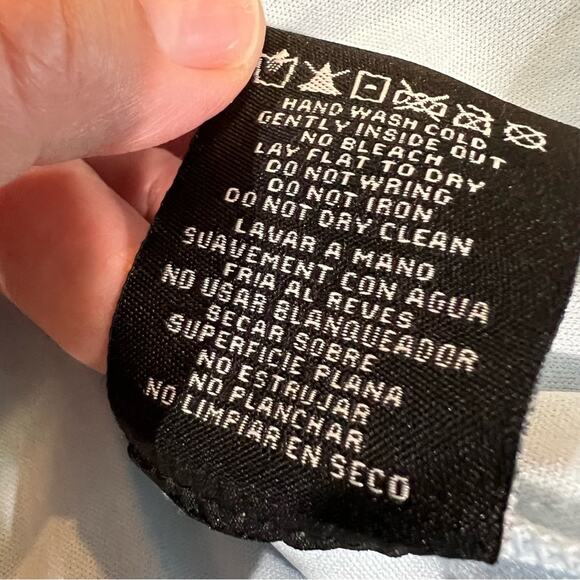 HAND WASH COLD
GENTLY INSIDE OUT
NO BLEACH
LAY FLAT TO DRY
DO NOT WRING
DO NOT IRON
DO NOT DRY CLEAN
LAVAR A MANO
SUAVEMENT CON AGUA
FRIA AL REVES
NO USAR BLANQUEADOR
SECAR SOBRE
SUPERFICIE PLANA
NO ESTRUJAR
NO PLANCHAR
NO LIMPIAR EN SECO